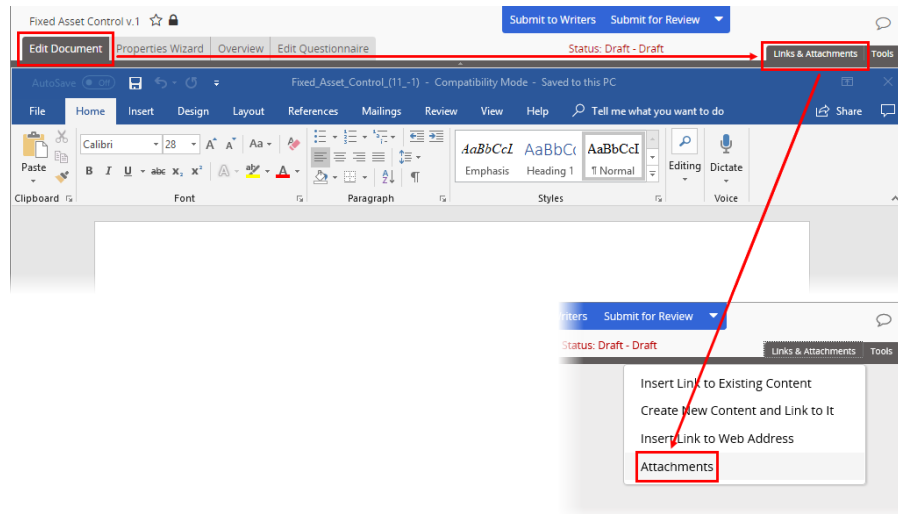 Fixed Asset Control v.1
Submit to Writers Submit for Review
Edit Document Properties Wizard Overview Edit Questionnaire Status: Draft - Draft Links & Attachments Tools
AutoSave Off Fixed_Asset_Control_(11_-1) - Compatibility Mode - Saved to this PC
File Home Insert Design Layout References Mailings Review View Help Tell me what you want to do Share
Calibri 28 A A Aa
AaBbCcI AaBbCc AaBbCcI
Paste B I U abc x₂ x² A ab A
Emphasis Heading 1 ¶ Normal Editing Dictate
Clipboard Font Paragraph Styles Voice
riters Submit for Review
Status: Draft - Draft Links & Attachments Tools
Insert Link to Existing Content
Create New Content and Link to It
Insert Link to Web Address
Attachments